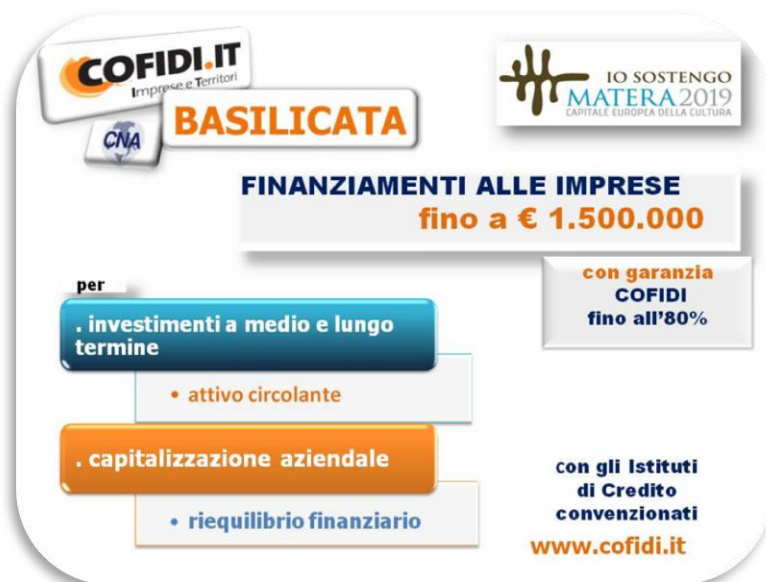 COFIDI.IT
Imprese e Territori
CNA
BASILICATA
IO SOSTENGO
MATERA 2019
CAPITALE EUROPEA DELLA CULTURA
FINANZIAMENTI ALLE IMPRESE
fino a € 1.500.000
con garanzia
COFIDI
fino all'80%
per
. investimenti a medio e lungo
termine
• attivo circolante
. capitalizzazione aziendale
• riequilibrio finanziario
con gli Istituti
di Credito
convenzionati
www.cofidi.it